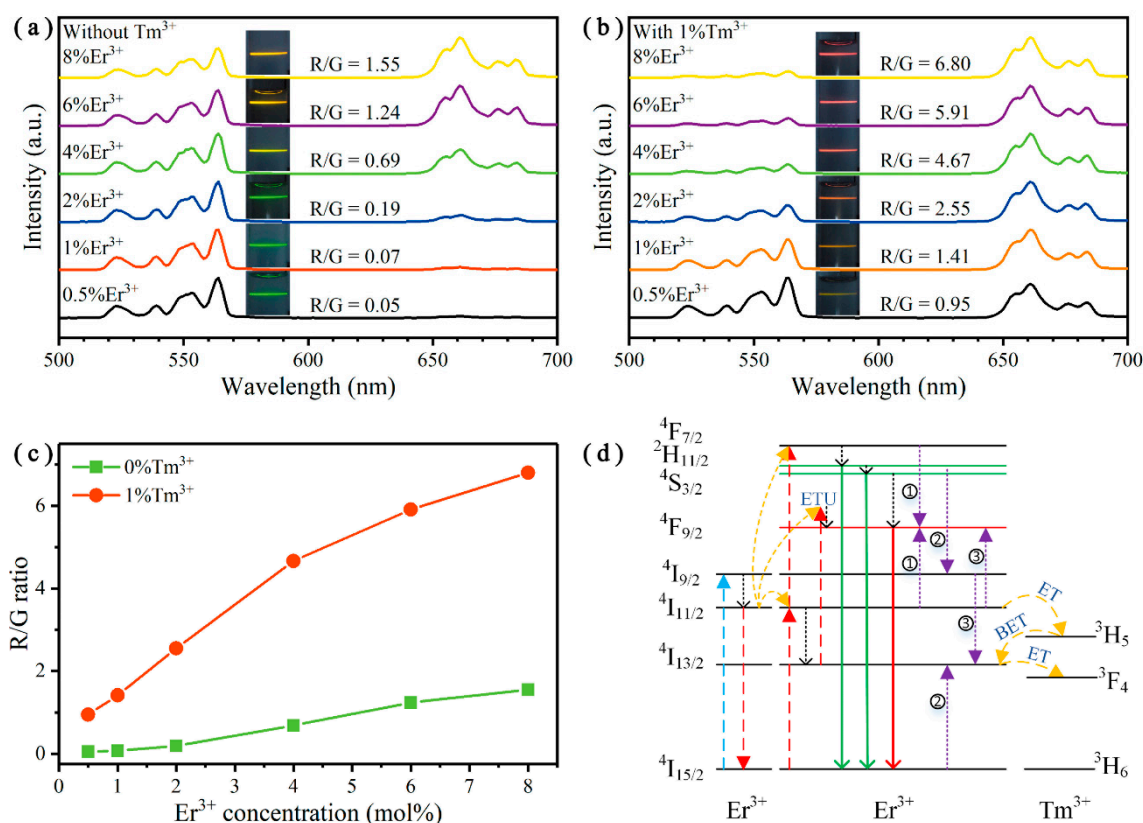 (a)
Without Tm³⁺
8%Er³⁺
R/G = 1.55
6%Er³⁺
R/G = 1.24
4%Er³⁺
R/G = 0.69
2%Er³⁺
R/G = 0.19
1%Er³⁺
R/G = 0.07
0.5%Er³⁺
R/G = 0.05
Intensity (a.u.)
500 550 600 650 700
Wavelength (nm)
(b)
With 1%Tm³⁺
8%Er³⁺
R/G = 6.80
6%Er³⁺
R/G = 5.91
4%Er³⁺
R/G = 4.67
2%Er³⁺
R/G = 2.55
1%Er³⁺
R/G = 1.41
0.5%Er³⁺
R/G = 0.95
Intensity (a.u.)
500 550 600 650 700
Wavelength (nm)
(c)
0%Tm³⁺
1%Tm³⁺
R/G ratio
6
4
2
0
0 1 2 3 4 5 6 7 8
Er³⁺ concentration (mol%)
(d)
⁴F₇/₂
²H₁₁/₂
⁴S₃/₂
ETU
①
⁴F₉/₂
②
①
③
⁴I₉/₂
⁴I₁₁/₂
ET
③
BET
³H₅
⁴I₁₃/₂
ET
³F₄
②
⁴I₁₅/₂
³H₆
Er³⁺ Er³⁺ Tm³⁺